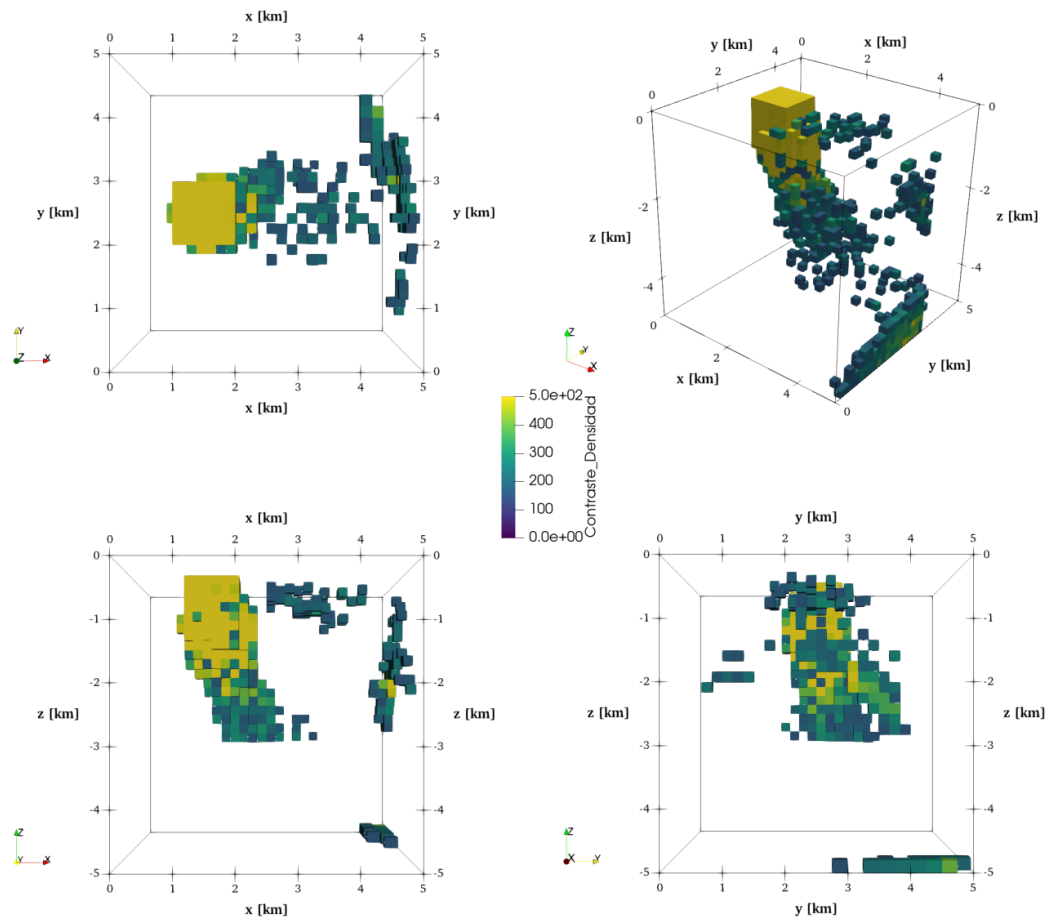 x [km]
0 1 2 3 4 5
5 5
4 4
3 3
y [km] y [km]
2 2
1 1
0 0
0 1 2 3 4 5
x [km]
Y
Z X
y [km] 0 x [km]
4 2
2 4
0 0
0
-2
-2
z [km] z [km]
-4
-4
0 5
2 y [km]
x [km] 4 0
Z
Y
X
5.0e+02
400
300
200
100
0.0e+00
Contraste_Densidad
x [km]
0 1 2 3 4 5
0 0
-1 -1
-2 -2
z [km] z [km]
-3 -3
-4 -4
-5 -5
0 1 2 3 4 5
x [km]
Z
Y X
y [km]
0 1 2 3 4 5
0 0
-1 -1
-2 -2
z [km] z [km]
-3 -3
-4 -4
-5 -5
0 1 2 3 4 5
y [km]
Z
X Y